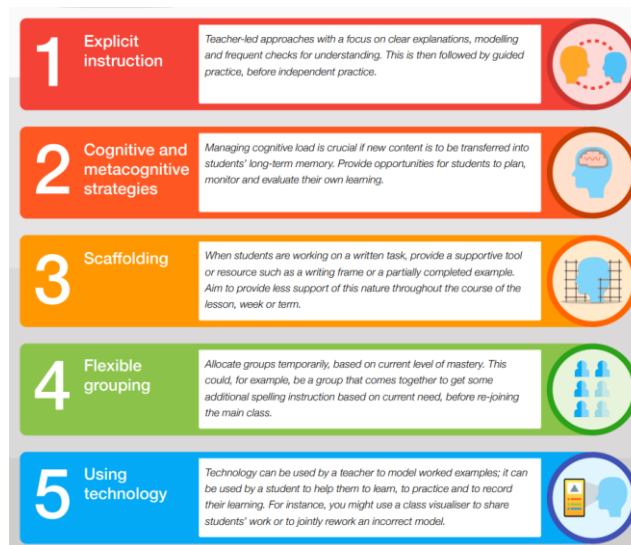 1
Explicit
instruction
Teacher-led approaches with a focus on clear explanations, modelling
and frequent checks for understanding. This is then followed by guided
practice, before independent practice.
2
Cognitive and
metacognitive
strategies
Managing cognitive load is crucial if new content is to be transferred into
students' long-term memory. Provide opportunities for students to plan,
monitor and evaluate their own learning.
3
Scaffolding
When students are working on a written task, provide a supportive tool
or resource such as a writing frame or a partially completed example.
Aim to provide less support of this nature throughout the course of the
lesson, week or term.
4
Flexible
grouping
Allocate groups temporarily, based on current level of mastery. This
could, for example, be a group that comes together to get some
additional spelling instruction based on current need, before re-joining
the main class.
5
Using
technology
Technology can be used by a teacher to model worked examples; it can
be used by a student to help them to learn, to practice and to record
their learning. For instance, you might use a class visualiser to share
students' work or to jointly rework an incorrect model.